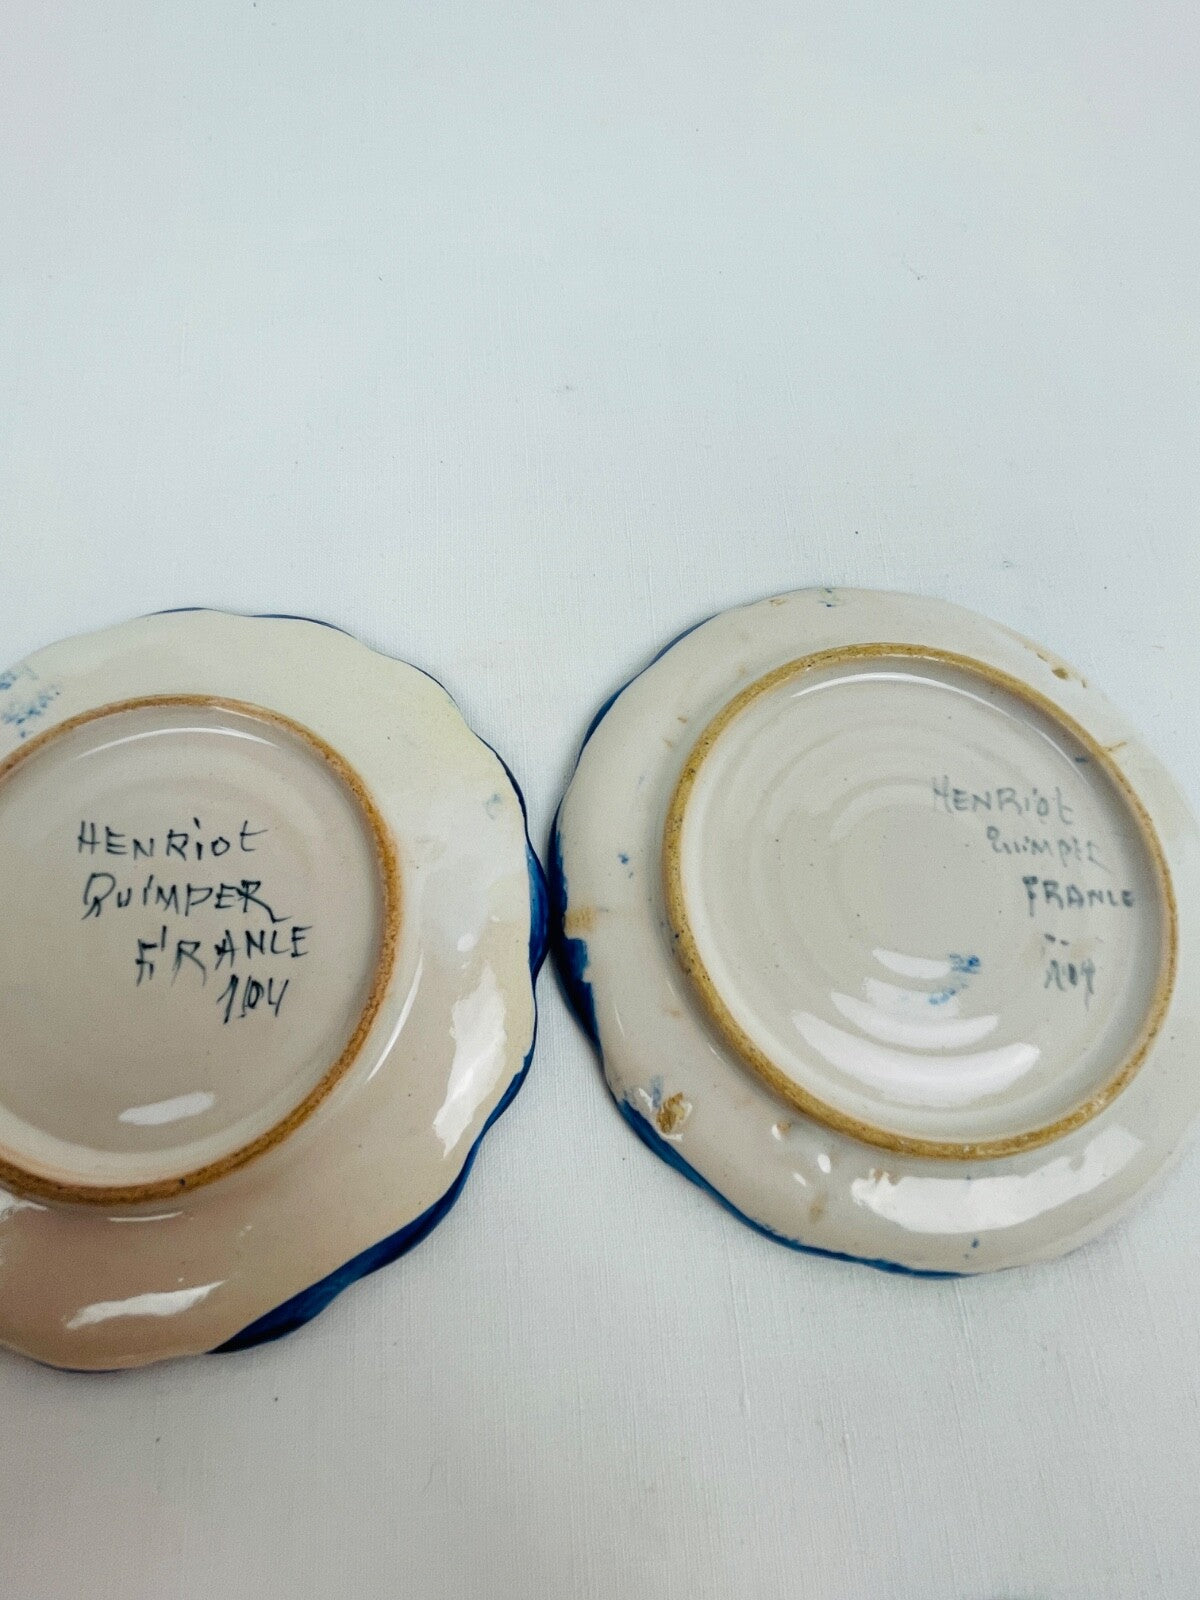 HENRiot
QUIMPER
FRANCE
104
HENRiot
QUIMPER
FRANCE
104